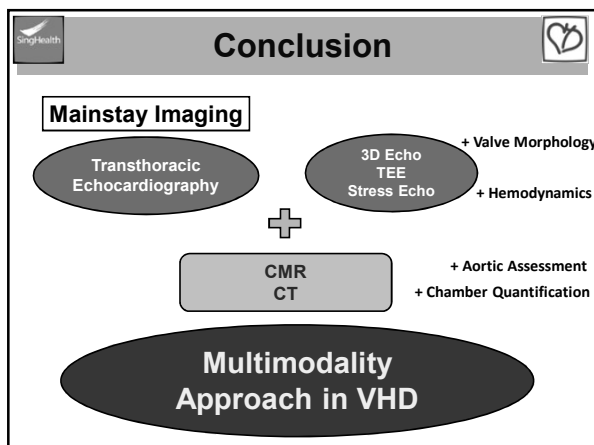 SingHealth
Conclusion
Mainstay Imaging
Transthoracic
Echocardiography
3D Echo
TEE
Stress Echo
+ Valve Morphology
+ Hemodynamics
CMR
CT
+ Aortic Assessment
+ Chamber Quantification
Multimodality
Approach in VHD